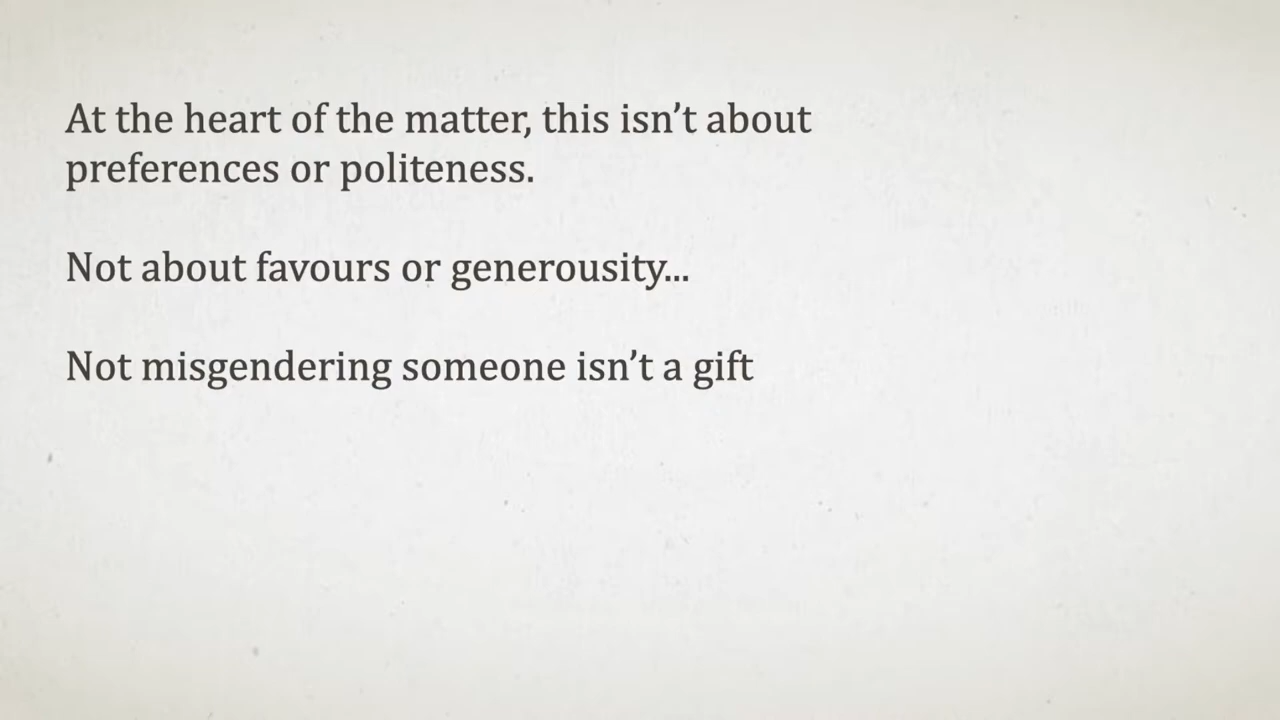 At the heart of the matter, this isn’t about
preferences or politeness.
Not about favours or generousity...
Not misgendering someone isn’t a gift